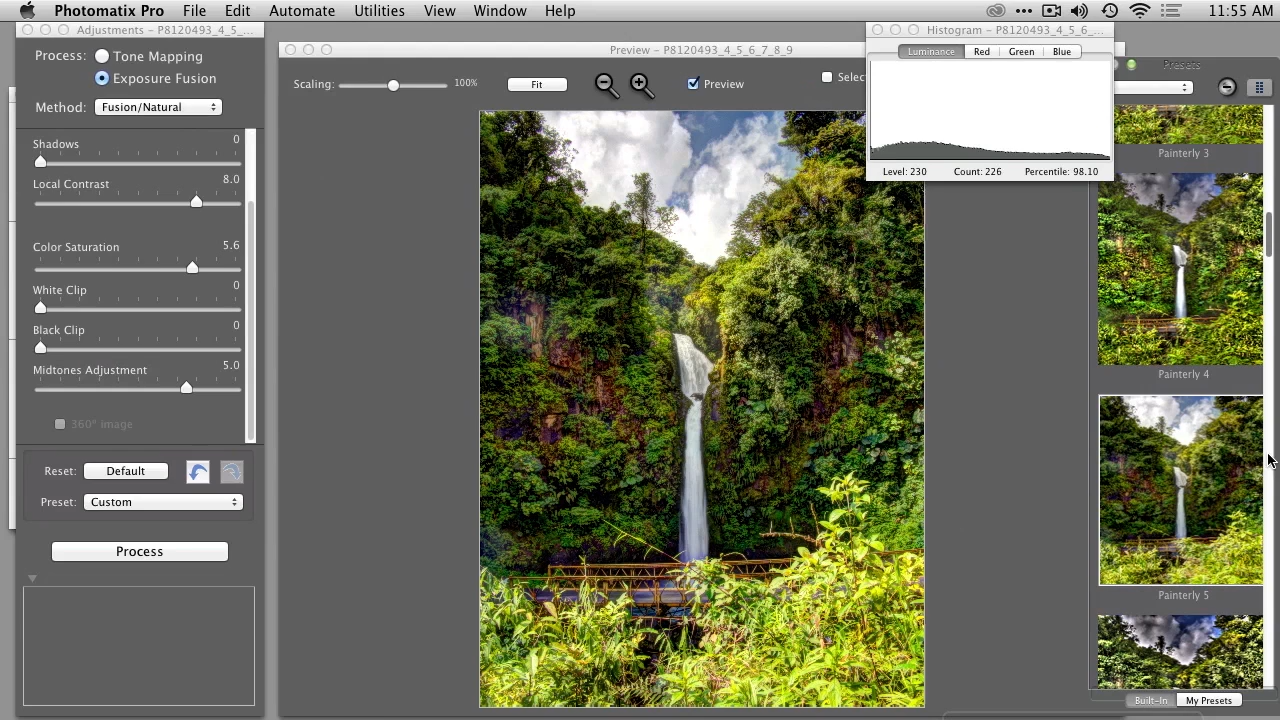 Photomatix Pro File Edit Automate Utilities View Window Help 11:55 AM
Adjustments – P8120493_4_5_...
Process: Tone Mapping
Exposure Fusion
Method: Fusion/Natural
Shadows 0
Local Contrast 8.0
Color Saturation 5.6
White Clip 0
Black Clip 0
Midtones Adjustment 5.0
360° Image
Reset: Default
Preset: Custom
Process
Preview – P8120493_4_5_6_7_8_9
Scaling: 100% Fit Preview Selec
Histogram – P8120493_4_5_6_...
Luminance Red Green Blue
Level: 230 Count: 226 Percentile: 98.10
Presets
Painterly 3
Painterly 4
Painterly 5
Built-In My Presets